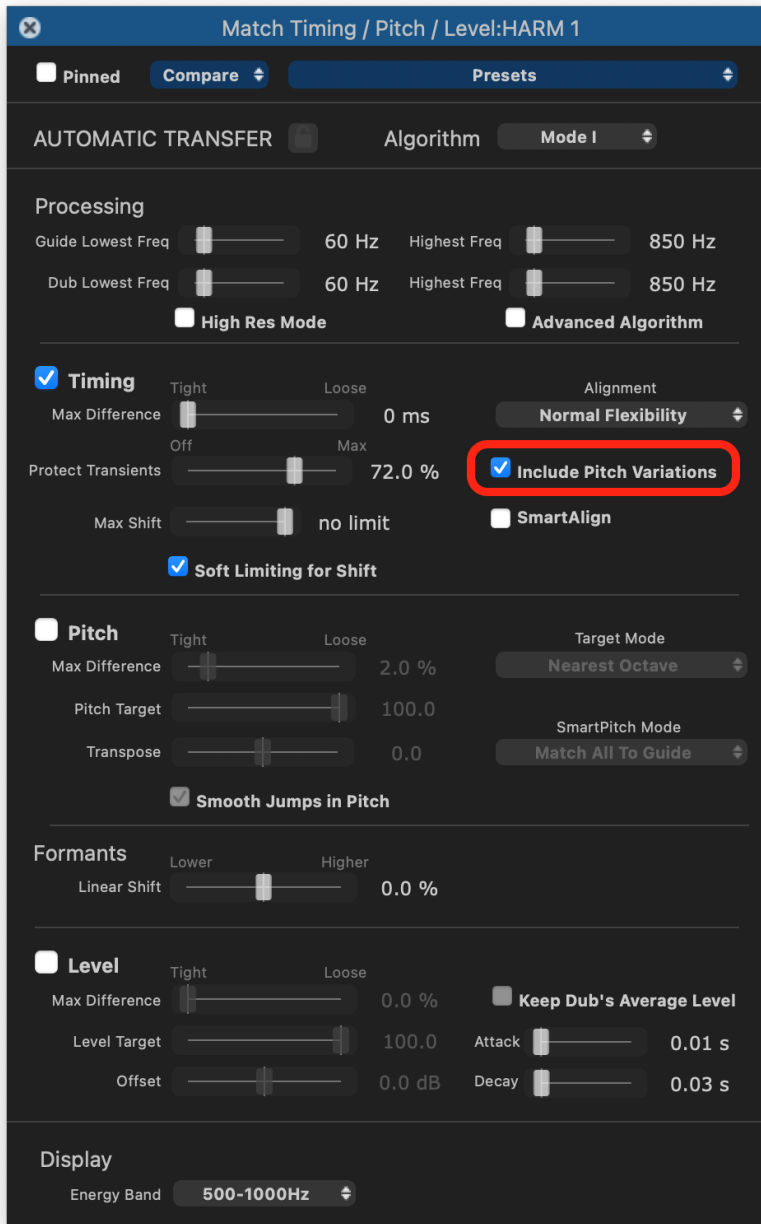 Match Timing / Pitch / Level:HARM 1
Pinned Compare Presets
AUTOMATIC TRANSFER Algorithm Mode I
Processing
Guide Lowest Freq 60 Hz Highest Freq 850 Hz
Dub Lowest Freq 60 Hz Highest Freq 850 Hz
High Res Mode Advanced Algorithm
Timing Tight Loose Alignment
Max Difference 0 ms Normal Flexibility
Off Max
Protect Transients 72.0 % Include Pitch Variations
Max Shift no limit SmartAlign
Soft Limiting for Shift
Pitch Tight Loose Target Mode
Max Difference 2.0 % Nearest Octave
Pitch Target 100.0
SmartPitch Mode
Transpose 0.0 Match All To Guide
Smooth Jumps in Pitch
Formants Lower Higher
Linear Shift 0.0 %
Level Tight Loose
Max Difference 0.0 % Keep Dub's Average Level
Level Target 100.0 Attack 0.01 s
Offset 0.0 dB Decay 0.03 s
Display
Energy Band 500-1000Hz